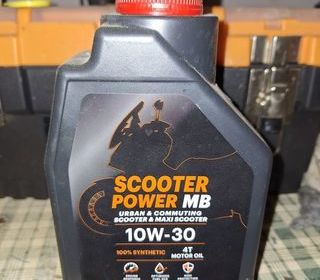 SCOOTER
POWER MB
URBAN & COMMUTING
SCOOTER & MAXI SCOOTER
10W-30
100% SYNTHETIC
4T
MOTOR OIL